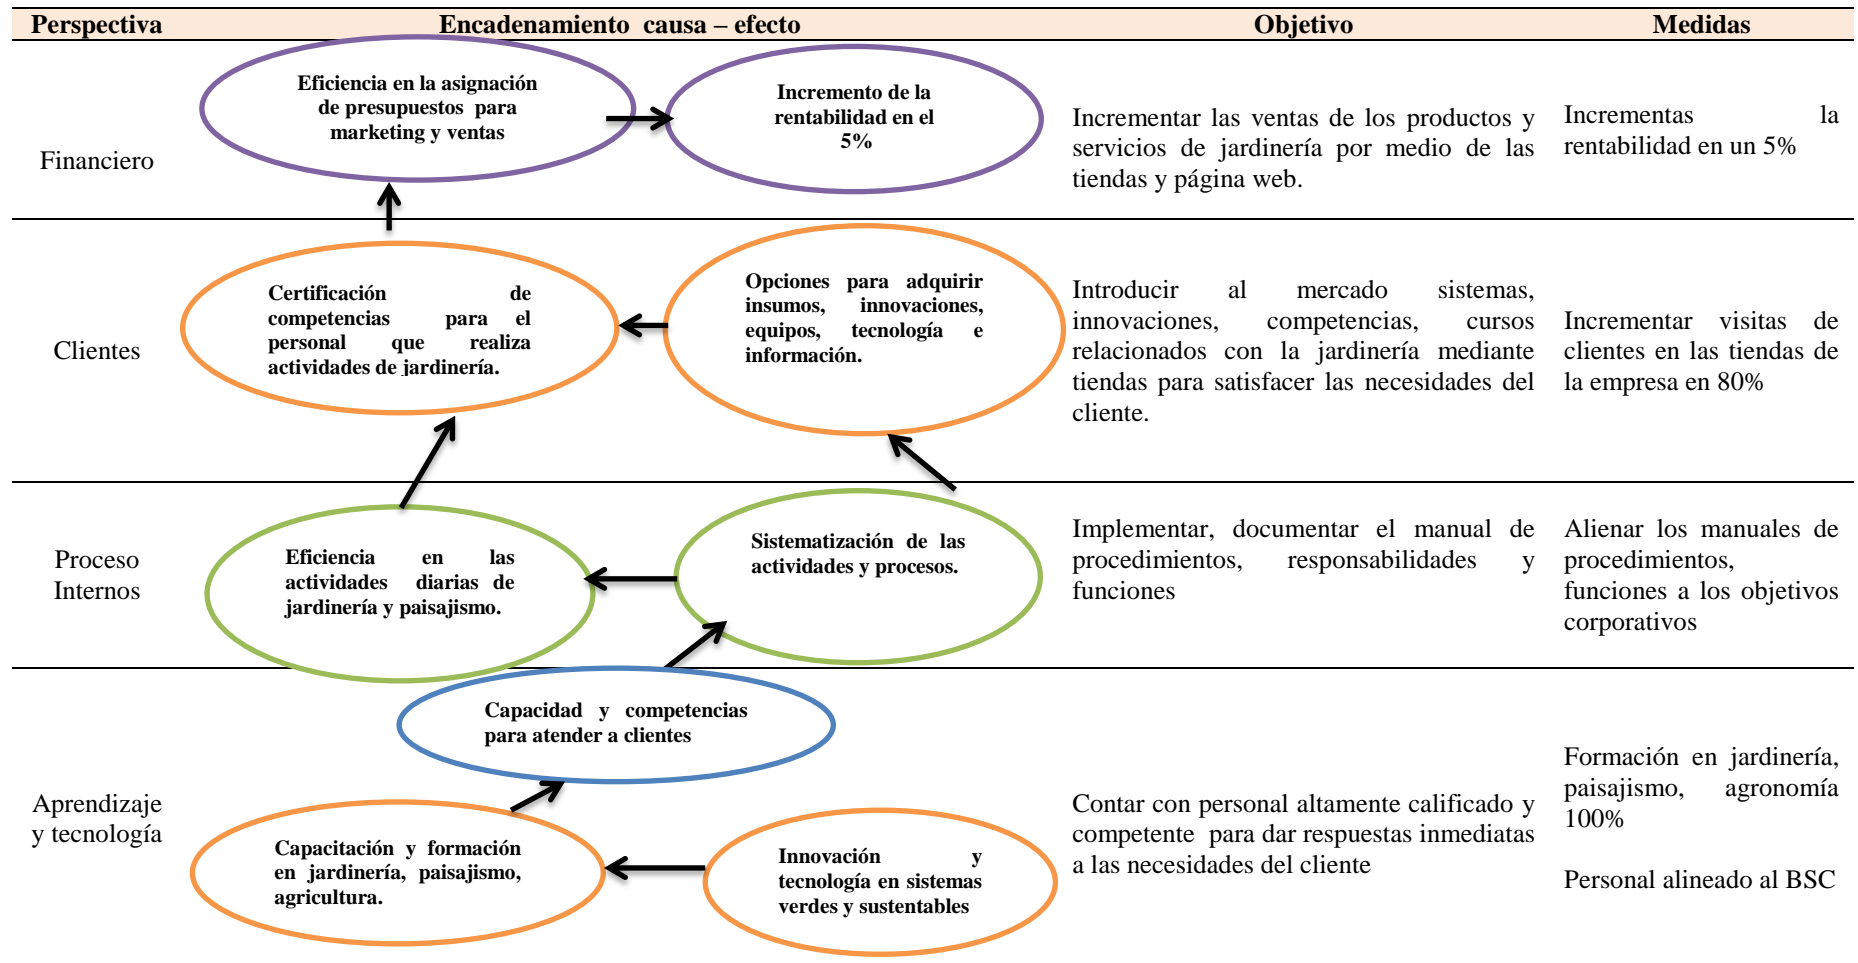 Perspectiva
Encadenamiento causa – efecto
Objetivo
Medidas
Financiero
Eficiencia en la asignación
de presupuestos para
marketing y ventas
Incremento de la
rentabilidad en el
5%
Incrementar las ventas de los productos y
servicios de jardinería por medio de las
tiendas y página web.
Incrementas la
rentabilidad en un 5%
Clientes
Certificación de
competencias para el
personal que realiza
actividades de jardinería.
Opciones para adquirir
insumos, innovaciones,
equipos, tecnología e
información.
Introducir al mercado sistemas,
innovaciones, competencias, cursos
relacionados con la jardinería mediante
tiendas para satisfacer las necesidades del
cliente.
Incrementar visitas de
clientes en las tiendas de
la empresa en 80%
Proceso
Internos
Eficiencia en las
actividades diarias de
jardinería y paisajismo.
Sistematización de las
actividades y procesos.
Implementar, documentar el manual de
procedimientos, responsabilidades y
funciones
Alienar los manuales de
procedimientos,
funciones a los objetivos
corporativos
Aprendizaje
y tecnología
Capacidad y competencias
para atender a clientes
Capacitación y formación
en jardinería, paisajismo,
agricultura.
Innovación y
tecnología en sistemas
verdes y sustentables
Contar con personal altamente calificado y
competente para dar respuestas inmediatas
a las necesidades del cliente
Formación en jardinería,
paisajismo, agronomía
100%
Personal alineado al BSC